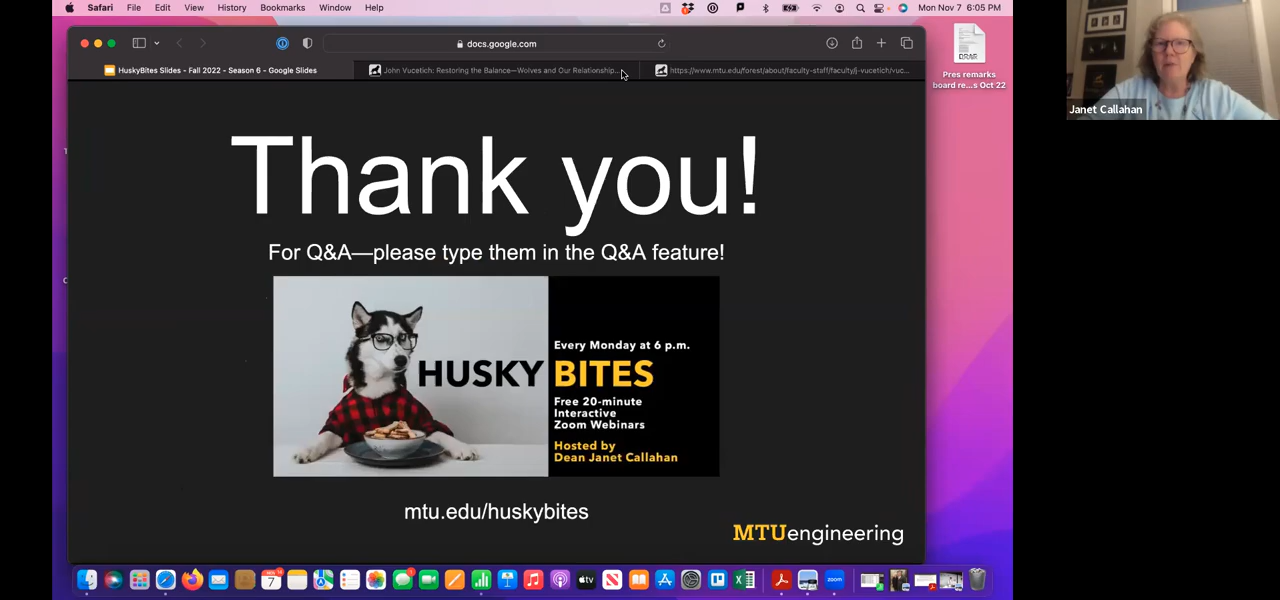 Safari File Edit View History Bookmarks Window Help
Mon Nov 7 6:05 PM
docs.google.com
HuskyBites Slides - Fall 2022 - Season 6 - Google Slides
John Vucetich: Restoring the Balance—Wolves and Our Relationship...
https://www.mtu.edu/forest/about/faculty-staff/faculty/j-vucetich/vuc...
Pres remarks
board re...s Oct 22
Janet Callahan
Thank you!
For Q&A—please type them in the Q&A feature!
Every Monday at 6 p.m.
HUSKY BITES
Free 20-minute
Interactive
Zoom Webinars
Hosted by
Dean Janet Callahan
mtu.edu/huskybites
MTUengineering
7
tv
zoom